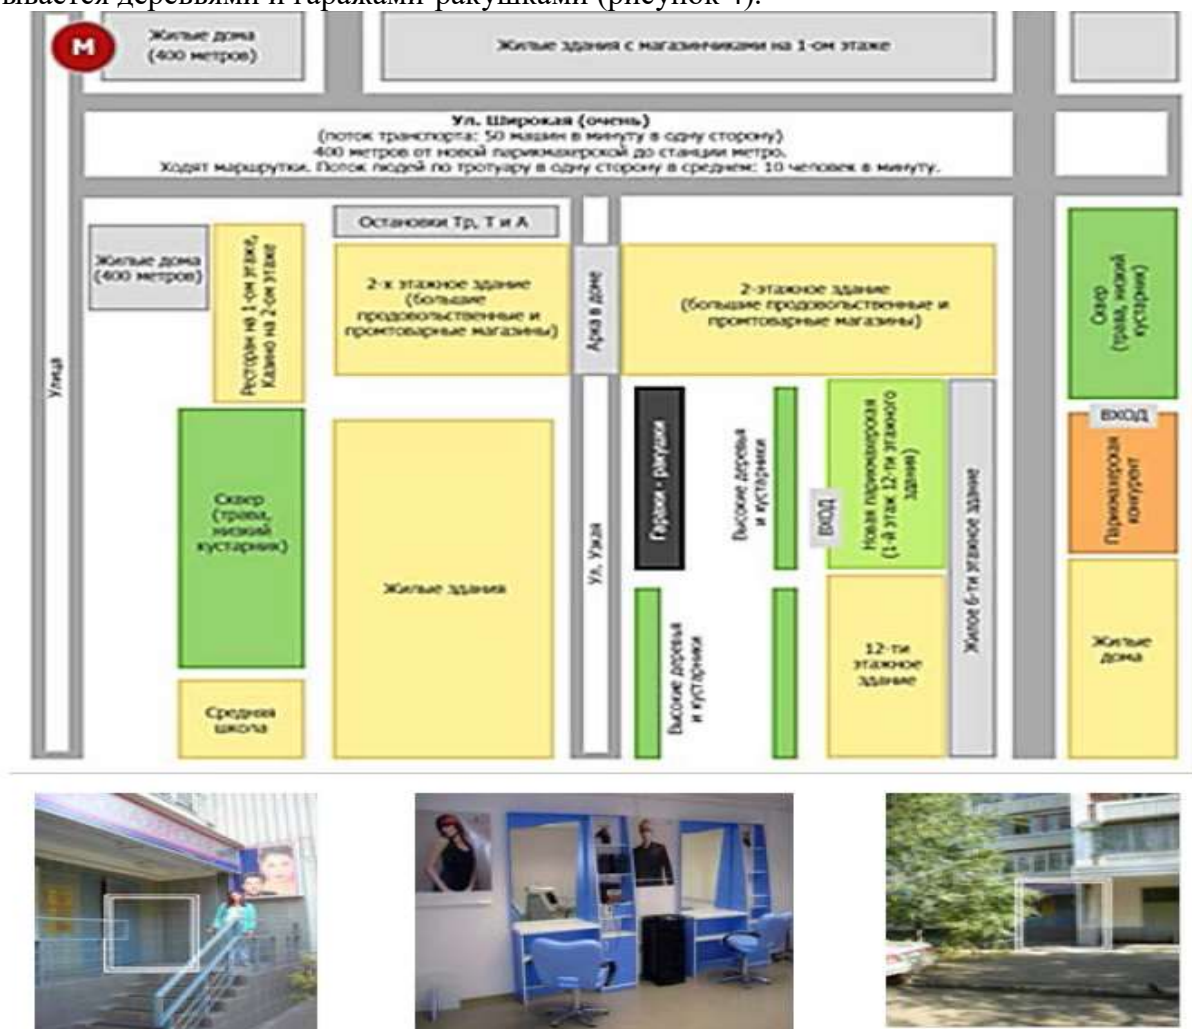 ывается деревьями и гаражами-ракушками (рисунок 4).
М
Жилые дома
(400 метров)
Жилые здания с магазинчиками на 1-ом этаже
Ул. Широкая (очень)
(поток транспорта: 50 машин в минуту в одну сторону)
400 метров от новой парикмахерской до станции метро.
Ходят маршрутки. Поток людей по тротуару в одну сторону в среднем: 10 человек в минуту.
Остановки Тр, Т и А
Жилые дома
(400 метров)
Ресторан на 1-ом этаже,
Казино на 2-ом этаже
2-х этажное здание
(большие
продовольственные и
промтоварные магазины)
Арка в доме
2-этажное здание
(большие продовольственные и
промтоварные магазины)
Сквер
(трава, низкий
кустарник)
Улица
ВХОД
Парикмахерская
конкурент
Сквер
(трава,
низкий
кустарник)
Жилые здания
Ул. Узкая
Гаражи - ракушки
Высокие деревья
и кустарники
ВХОД
Новая парикмахерская
(1-й этаж 12-ти этажного
здания)
Жилое 6-ти этажное здание
Высокие деревья
и кустарники
12-ти
этажное
здание
Жилые
дома
Средняя
школа